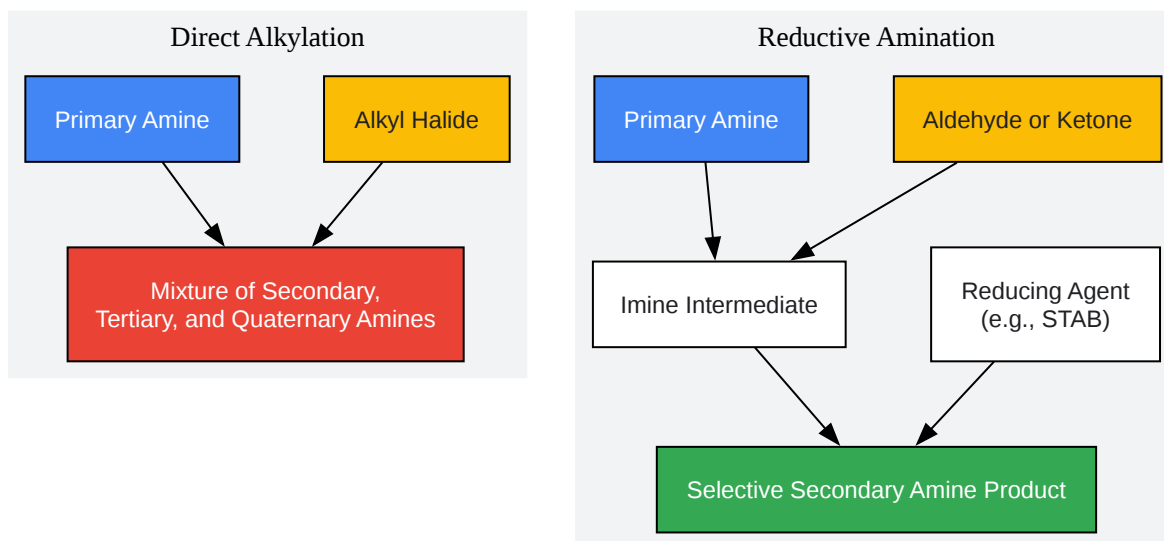 Direct Alkylation
Primary Amine
Alkyl Halide
Mixture of Secondary,
Tertiary, and Quaternary Amines
Reductive Amination
Primary Amine
Aldehyde or Ketone
Imine Intermediate
Reducing Agent
(e.g., STAB)
Selective Secondary Amine Product